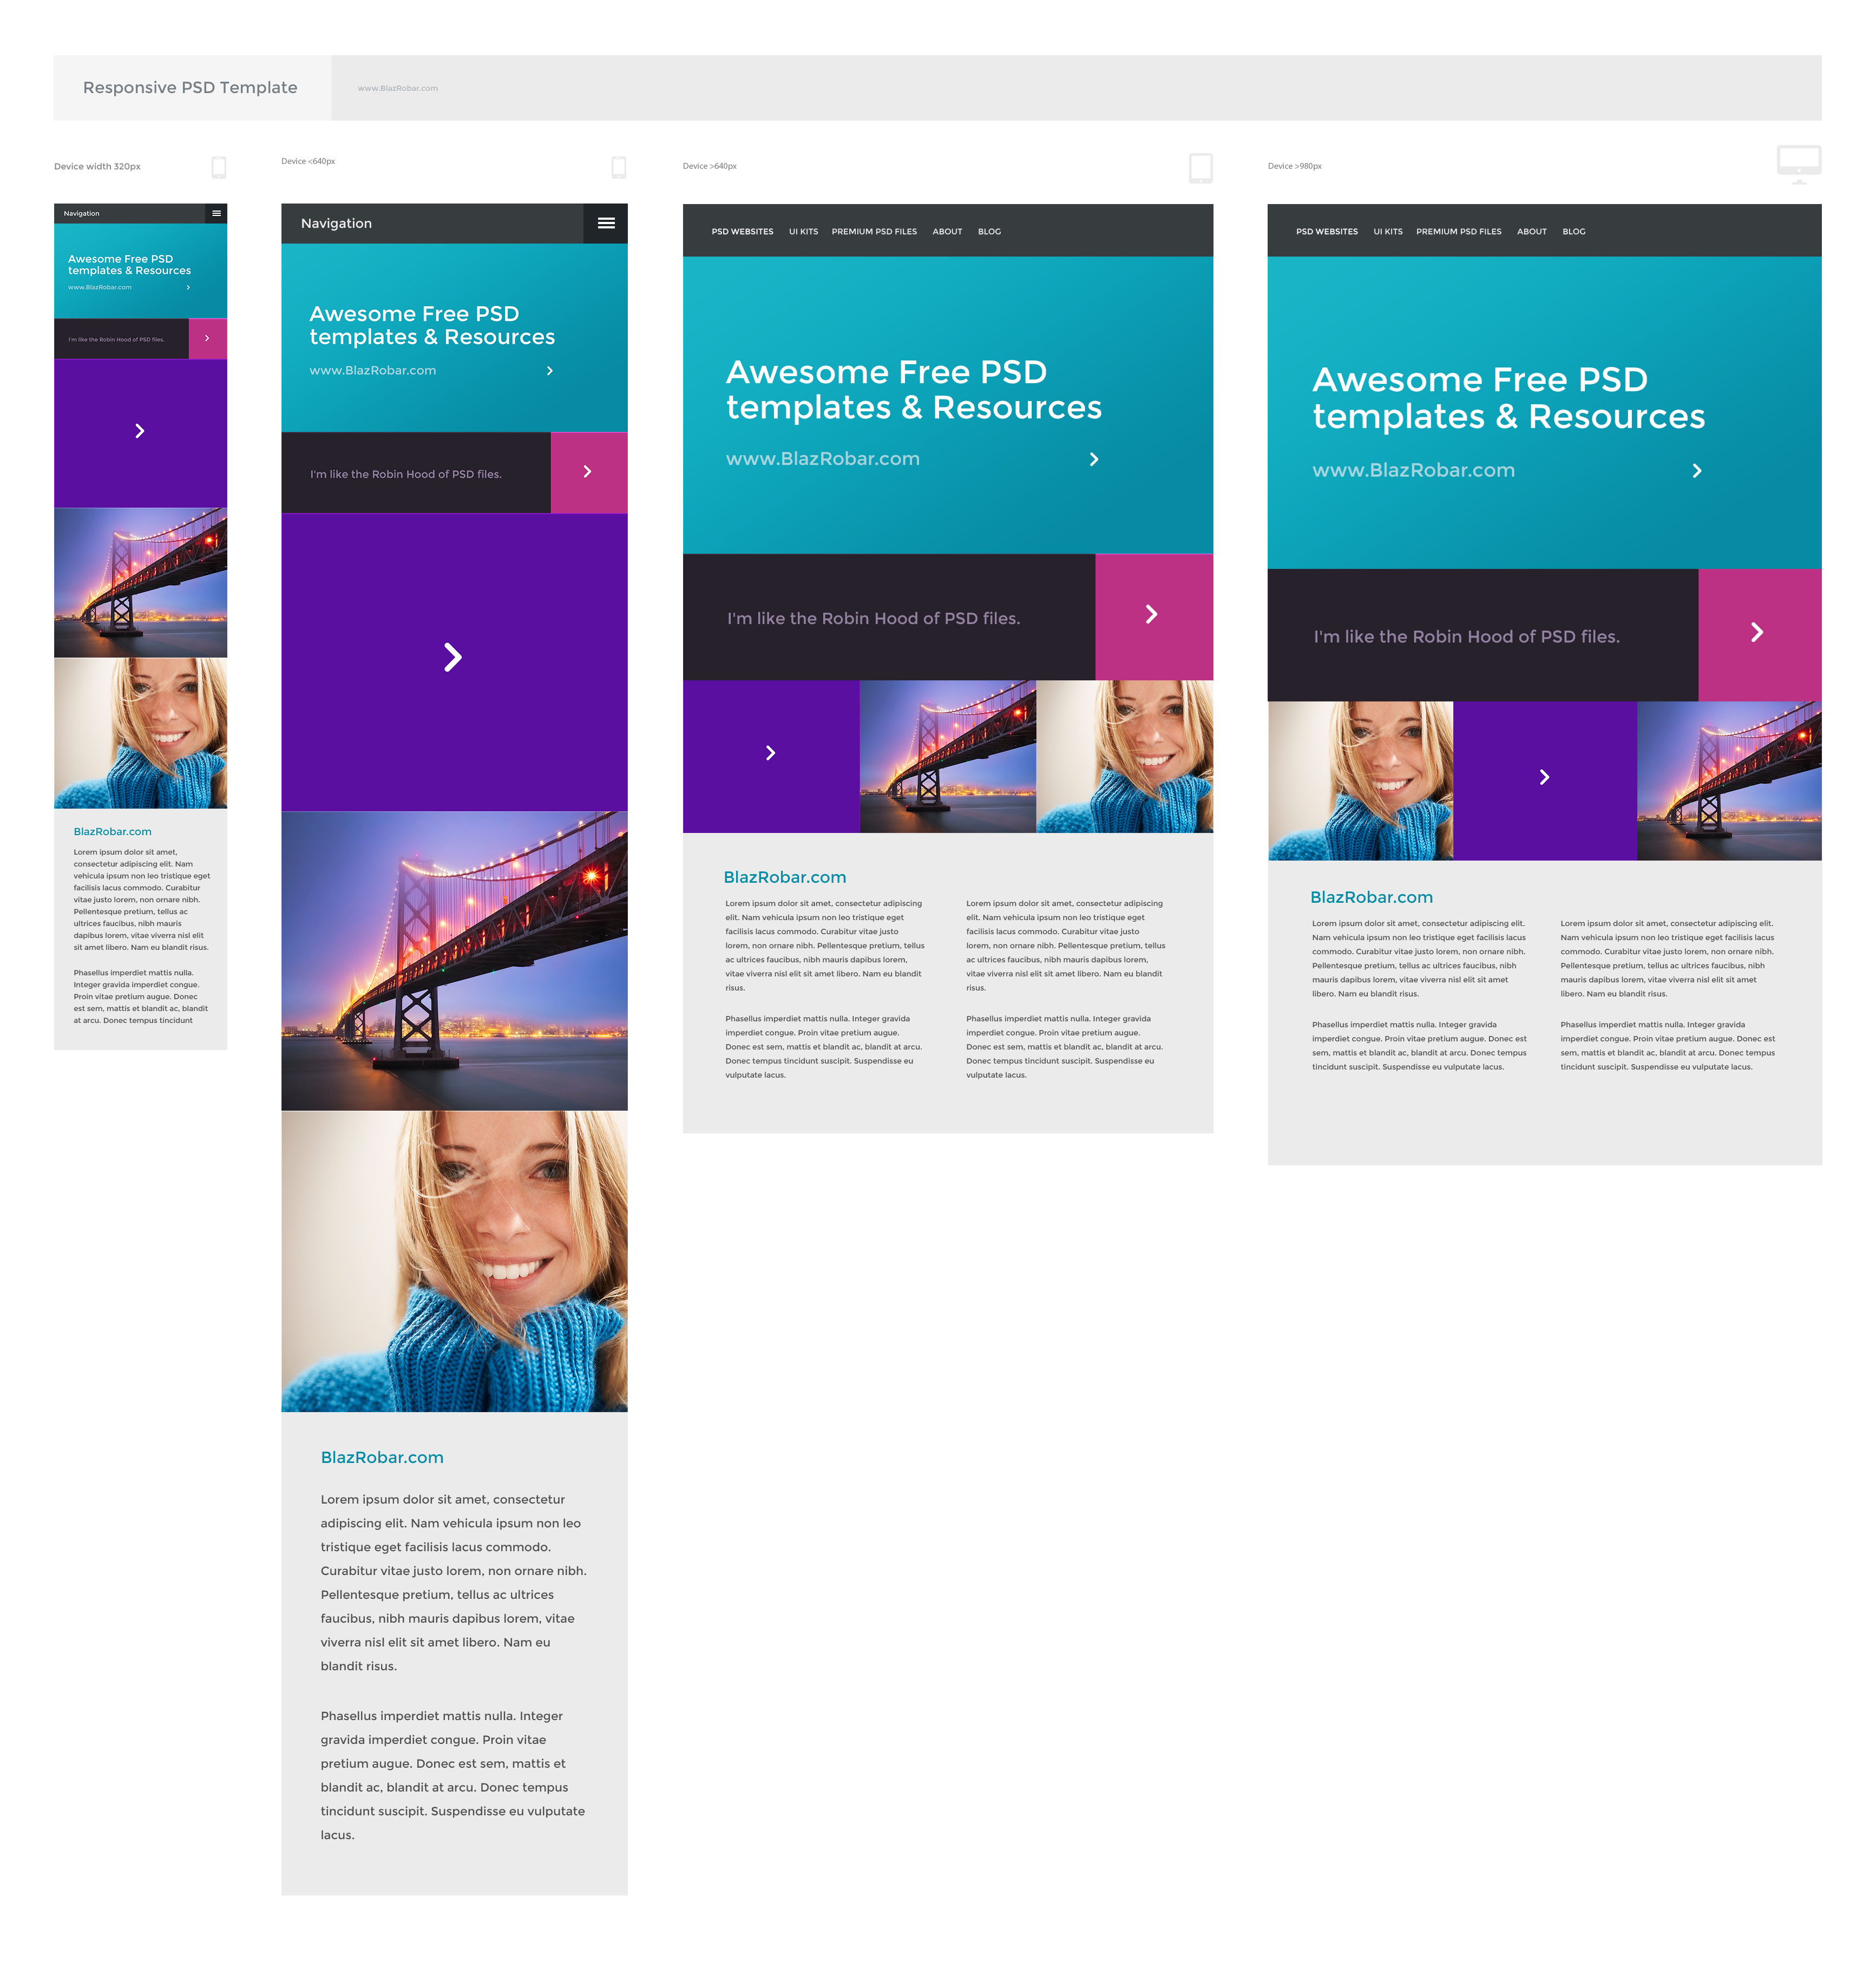 Responsive PSD Template
www.BlazRobar.com
Device width 320px
Navigation
Awesome Free PSD
templates & Resources
www.BlazRobar.com
I'm like the Robin Hood of PSD files.
BlazRobar.com
Lorem ipsum dolor sit amet,
consectetur adipiscing elit. Nam
vehicula ipsum non leo tristique eget
facilisis lacus commodo. Curabitur
vitae justo lorem, non ornare nibh.
Pellentesque pretium, tellus ac
ultrices faucibus, nibh mauris
dapibus lorem, vitae viverra nisl elit
sit amet libero. Nam eu blandit risus.
Phasellus imperdiet mattis nulla.
Integer gravida imperdiet congue.
Proin vitae pretium augue. Donec
est sem, mattis et blandit ac, blandit
at arcu. Donec tempus tincidunt
Device <640px
Navigation
Awesome Free PSD
templates & Resources
www.BlazRobar.com
I'm like the Robin Hood of PSD files.
BlazRobar.com
Lorem ipsum dolor sit amet, consectetur
adipiscing elit. Nam vehicula ipsum non leo
tristique eget facilisis lacus commodo.
Curabitur vitae justo lorem, non ornare nibh.
Pellentesque pretium, tellus ac ultrices
faucibus, nibh mauris dapibus lorem, vitae
viverra nisl elit sit amet libero. Nam eu
blandit risus.
Phasellus imperdiet mattis nulla. Integer
gravida imperdiet congue. Proin vitae
pretium augue. Donec est sem, mattis et
blandit ac, blandit at arcu. Donec tempus
tincidunt suscipit. Suspendisse eu vulputate
lacus.
Device >640px
PSD WEBSITES UI KITS PREMIUM PSD FILES ABOUT BLOG
Awesome Free PSD
templates & Resources
www.BlazRobar.com
I'm like the Robin Hood of PSD files.
BlazRobar.com
Lorem ipsum dolor sit amet, consectetur adipiscing
elit. Nam vehicula ipsum non leo tristique eget
facilisis lacus commodo. Curabitur vitae justo
lorem, non ornare nibh. Pellentesque pretium, tellus
ac ultrices faucibus, nibh mauris dapibus lorem,
vitae viverra nisl elit sit amet libero. Nam eu blandit
risus.
Phasellus imperdiet mattis nulla. Integer gravida
imperdiet congue. Proin vitae pretium augue.
Donec est sem, mattis et blandit ac, blandit at arcu.
Donec tempus tincidunt suscipit. Suspendisse eu
vulputate lacus.
Lorem ipsum dolor sit amet, consectetur adipiscing
elit. Nam vehicula ipsum non leo tristique eget
facilisis lacus commodo. Curabitur vitae justo
lorem, non ornare nibh. Pellentesque pretium, tellus
ac ultrices faucibus, nibh mauris dapibus lorem,
vitae viverra nisl elit sit amet libero. Nam eu blandit
risus.
Phasellus imperdiet mattis nulla. Integer gravida
imperdiet congue. Proin vitae pretium augue.
Donec est sem, mattis et blandit ac, blandit at arcu.
Donec tempus tincidunt suscipit. Suspendisse eu
vulputate lacus.
Device >980px
PSD WEBSITES UI KITS PREMIUM PSD FILES ABOUT BLOG
Awesome Free PSD
templates & Resources
www.BlazRobar.com
I'm like the Robin Hood of PSD files.
BlazRobar.com
Lorem ipsum dolor sit amet, consectetur adipiscing elit.
Nam vehicula ipsum non leo tristique eget facilisis lacus
commodo. Curabitur vitae justo lorem, non ornare nibh.
Pellentesque pretium, tellus ac ultrices faucibus, nibh
mauris dapibus lorem, vitae viverra nisl elit sit amet
libero. Nam eu blandit risus.
Phasellus imperdiet mattis nulla. Integer gravida
imperdiet congue. Proin vitae pretium augue. Donec est
sem, mattis et blandit ac, blandit at arcu. Donec tempus
tincidunt suscipit. Suspendisse eu vulputate lacus.
Lorem ipsum dolor sit amet, consectetur adipiscing elit.
Nam vehicula ipsum non leo tristique eget facilisis lacus
commodo. Curabitur vitae justo lorem, non ornare nibh.
Pellentesque pretium, tellus ac ultrices faucibus, nibh
mauris dapibus lorem, vitae viverra nisl elit sit amet
libero. Nam eu blandit risus.
Phasellus imperdiet mattis nulla. Integer gravida
imperdiet congue. Proin vitae pretium augue. Donec est
sem, mattis et blandit ac, blandit at arcu. Donec tempus
tincidunt suscipit. Suspendisse eu vulputate lacus.